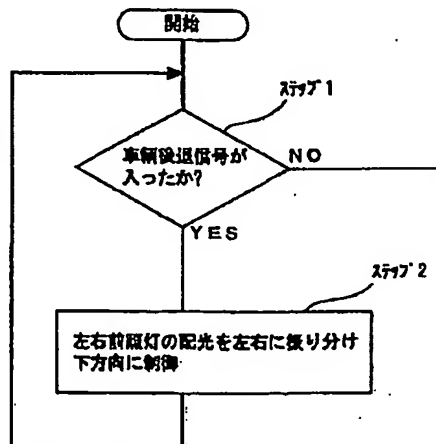 開始
ステップ1
車輌後退信号が
入ったか?
NO
YES
ステップ2
左右前照灯の配光を左右に振り分け
下方向に制御